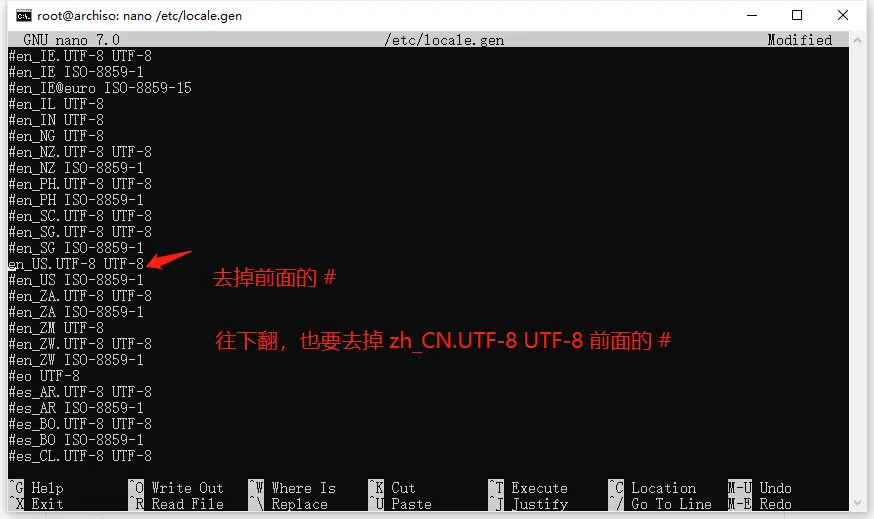 root@archiso: nano /etc/locale.gen
GNU nano 7.0 /etc/locale.gen Modified
#en_IE.UTF-8 UTF-8
#en_IE ISO-8859-1
#en_IE@euro ISO-8859-15
#en_IL UTF-8
#en_IN UTF-8
#en_NG UTF-8
#en_NZ.UTF-8 UTF-8
#en_NZ ISO-8859-1
#en_PH.UTF-8 UTF-8
#en_PH ISO-8859-1
#en_SC.UTF-8 UTF-8
#en_SG.UTF-8 UTF-8
#en_SG ISO-8859-1
en_US.UTF-8 UTF-8
#en_US ISO-8859-1
去掉前面的 #
#en_ZA.UTF-8 UTF-8
#en_ZA ISO-8859-1
#en_ZM UTF-8
#en_ZW.UTF-8 UTF-8
往下翻，也要去掉 zh_CN.UTF-8 UTF-8 前面的 #
#en_ZW ISO-8859-1
#eo UTF-8
#es_AR.UTF-8 UTF-8
#es_AR ISO-8859-1
#es_BO.UTF-8 UTF-8
#es_BO ISO-8859-1
#es_CL.UTF-8 UTF-8
^G Help ^O Write Out ^W Where Is ^K Cut ^T Execute ^C Location M-U Undo
^X Exit ^R Read File ^\ Replace ^U Paste ^J Justify ^/ Go To Line M-E Redo